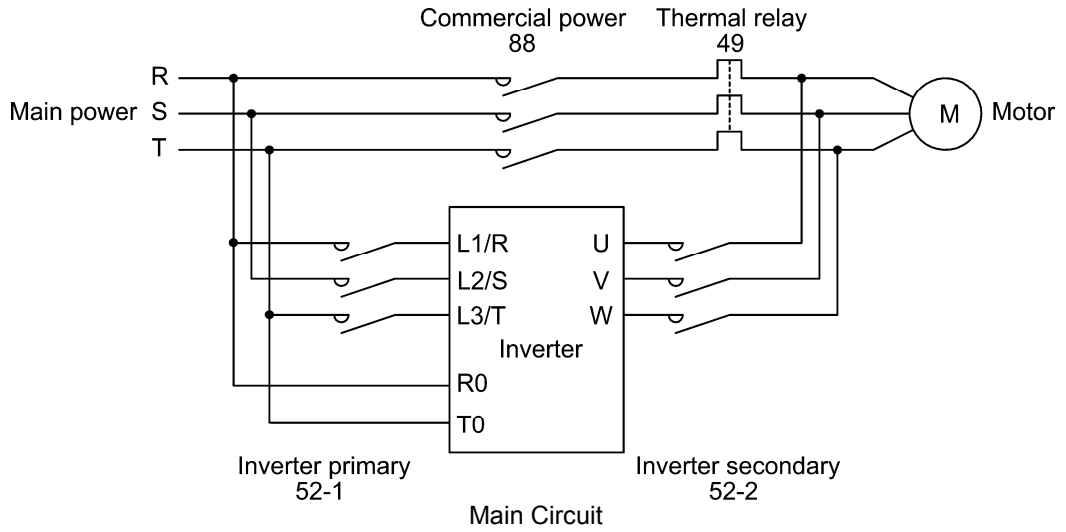 Commercial power
88
Thermal relay
49
R
Main power S
T
M
Motor
L1/R
U
L2/S
V
L3/T
W
Inverter
R0
T0
Inverter primary
52-1
Inverter secondary
52-2
Main Circuit